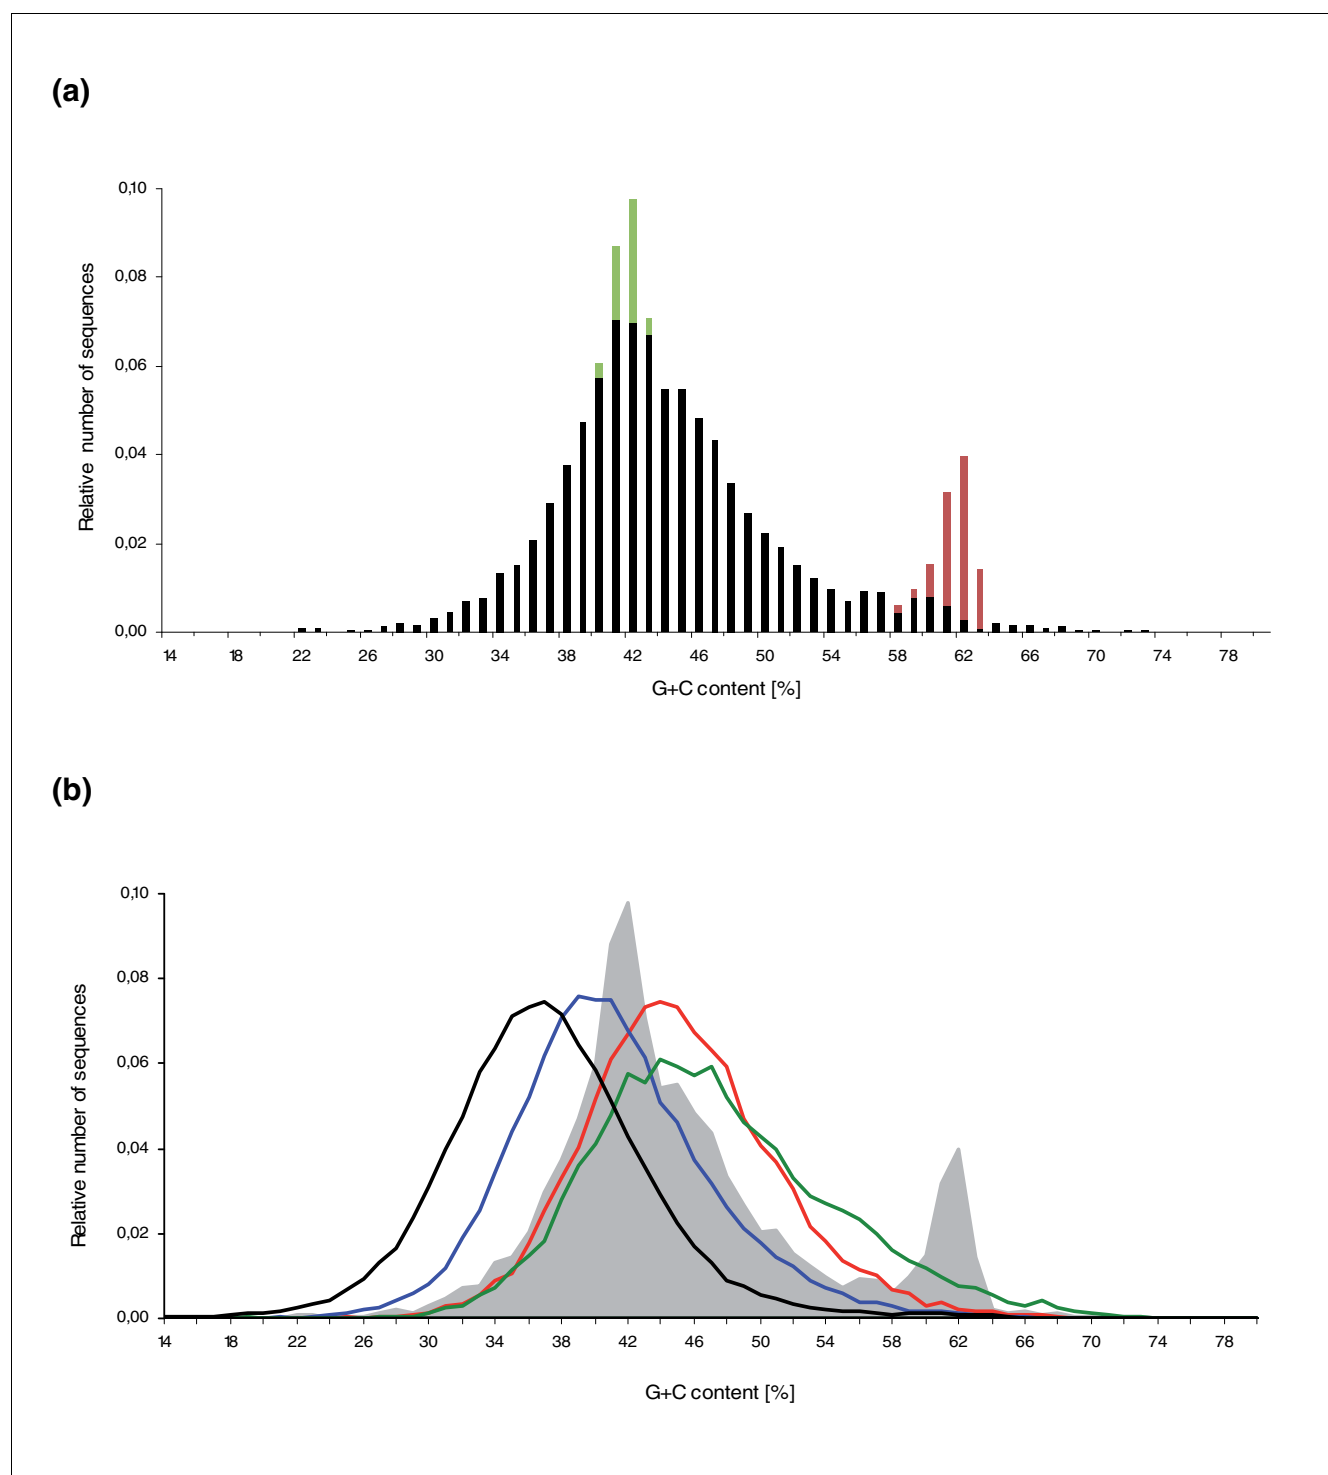 (a)
0,10
0,08
0,06
0,04
0,02
0,00
Relative number of sequences
14 18 22 26 30 34 38 42 46 50 54 58 62 66 70 74 78
G+C content [%]
(b)
0,10
0,08
0,06
0,04
0,02
0,00
Relative number of sequences
14 18 22 26 30 34 38 42 46 50 54 58 62 66 70 74 78
G+C content [%]